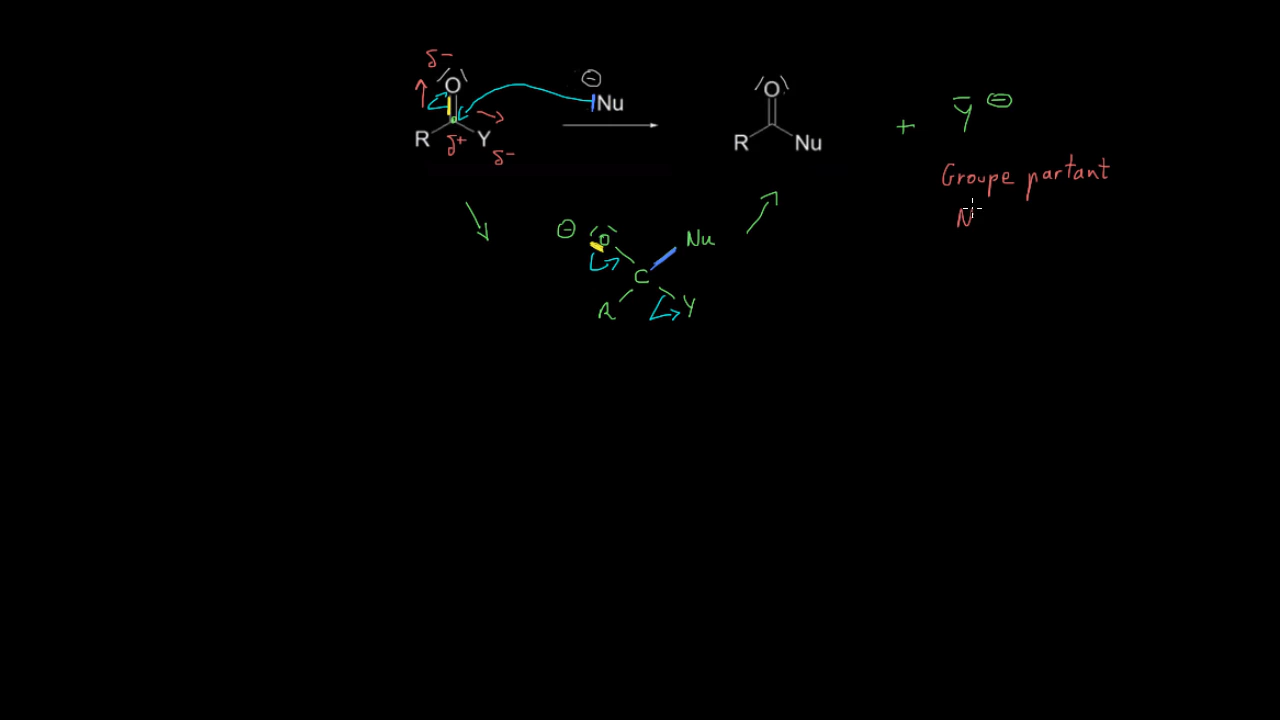 δ−
O
⊖
|Nu
R
δ+
Y
δ−
O
R
Nu
+
Y ⊖
Groupe partant
N
⊖
O
Nu
C
R
Y